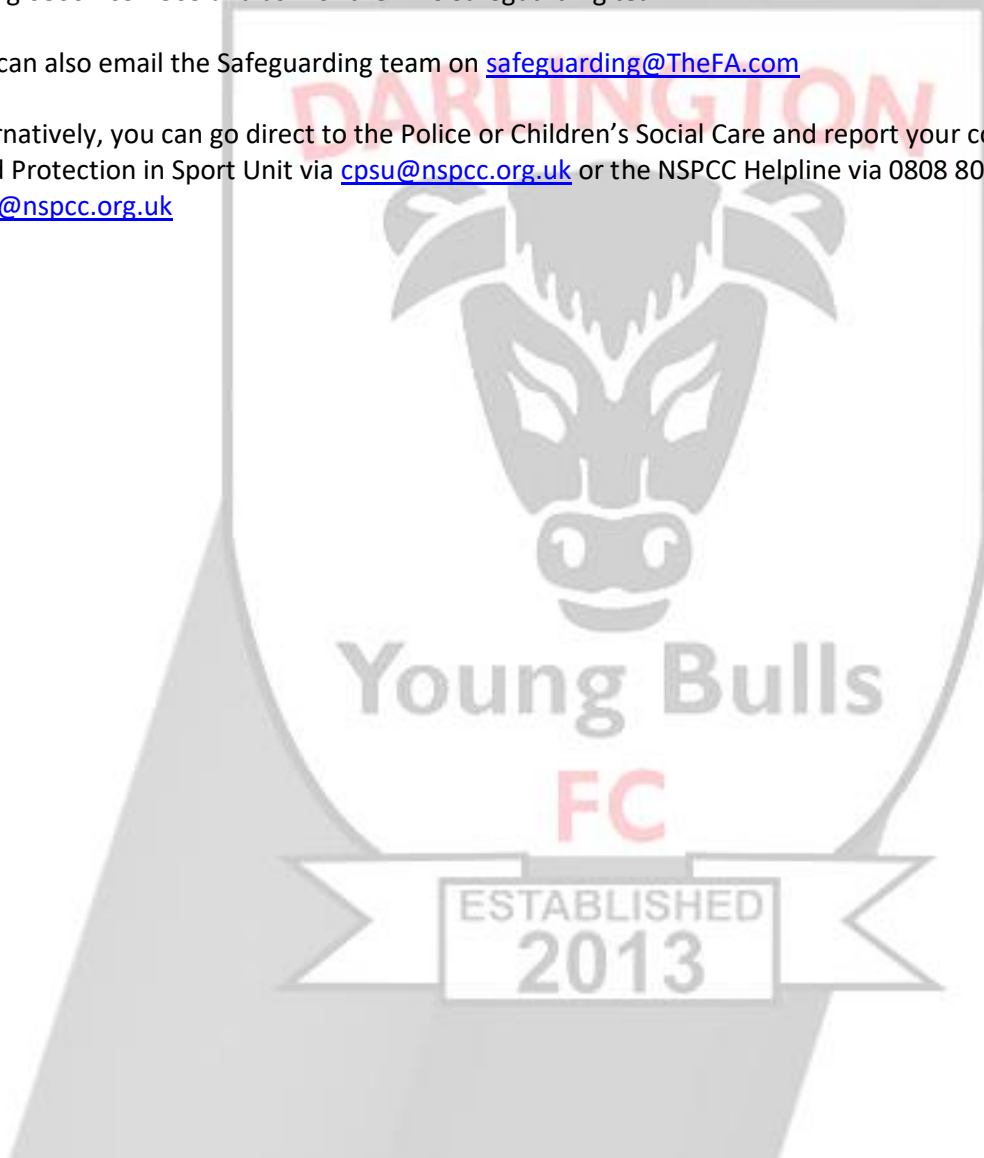 can also email the Safeguarding team on safeguarding@TheFA.com
rnatively, you can go direct to the Police or Children's Social Care and report your co
d Protection in Sport Unit via cpsu@nspcc.org.uk or the NSPCC Helpline via 0808 80
@nspcc.org.uk
DARLINGTON
Young Bulls
FC
ESTABLISHED
2013